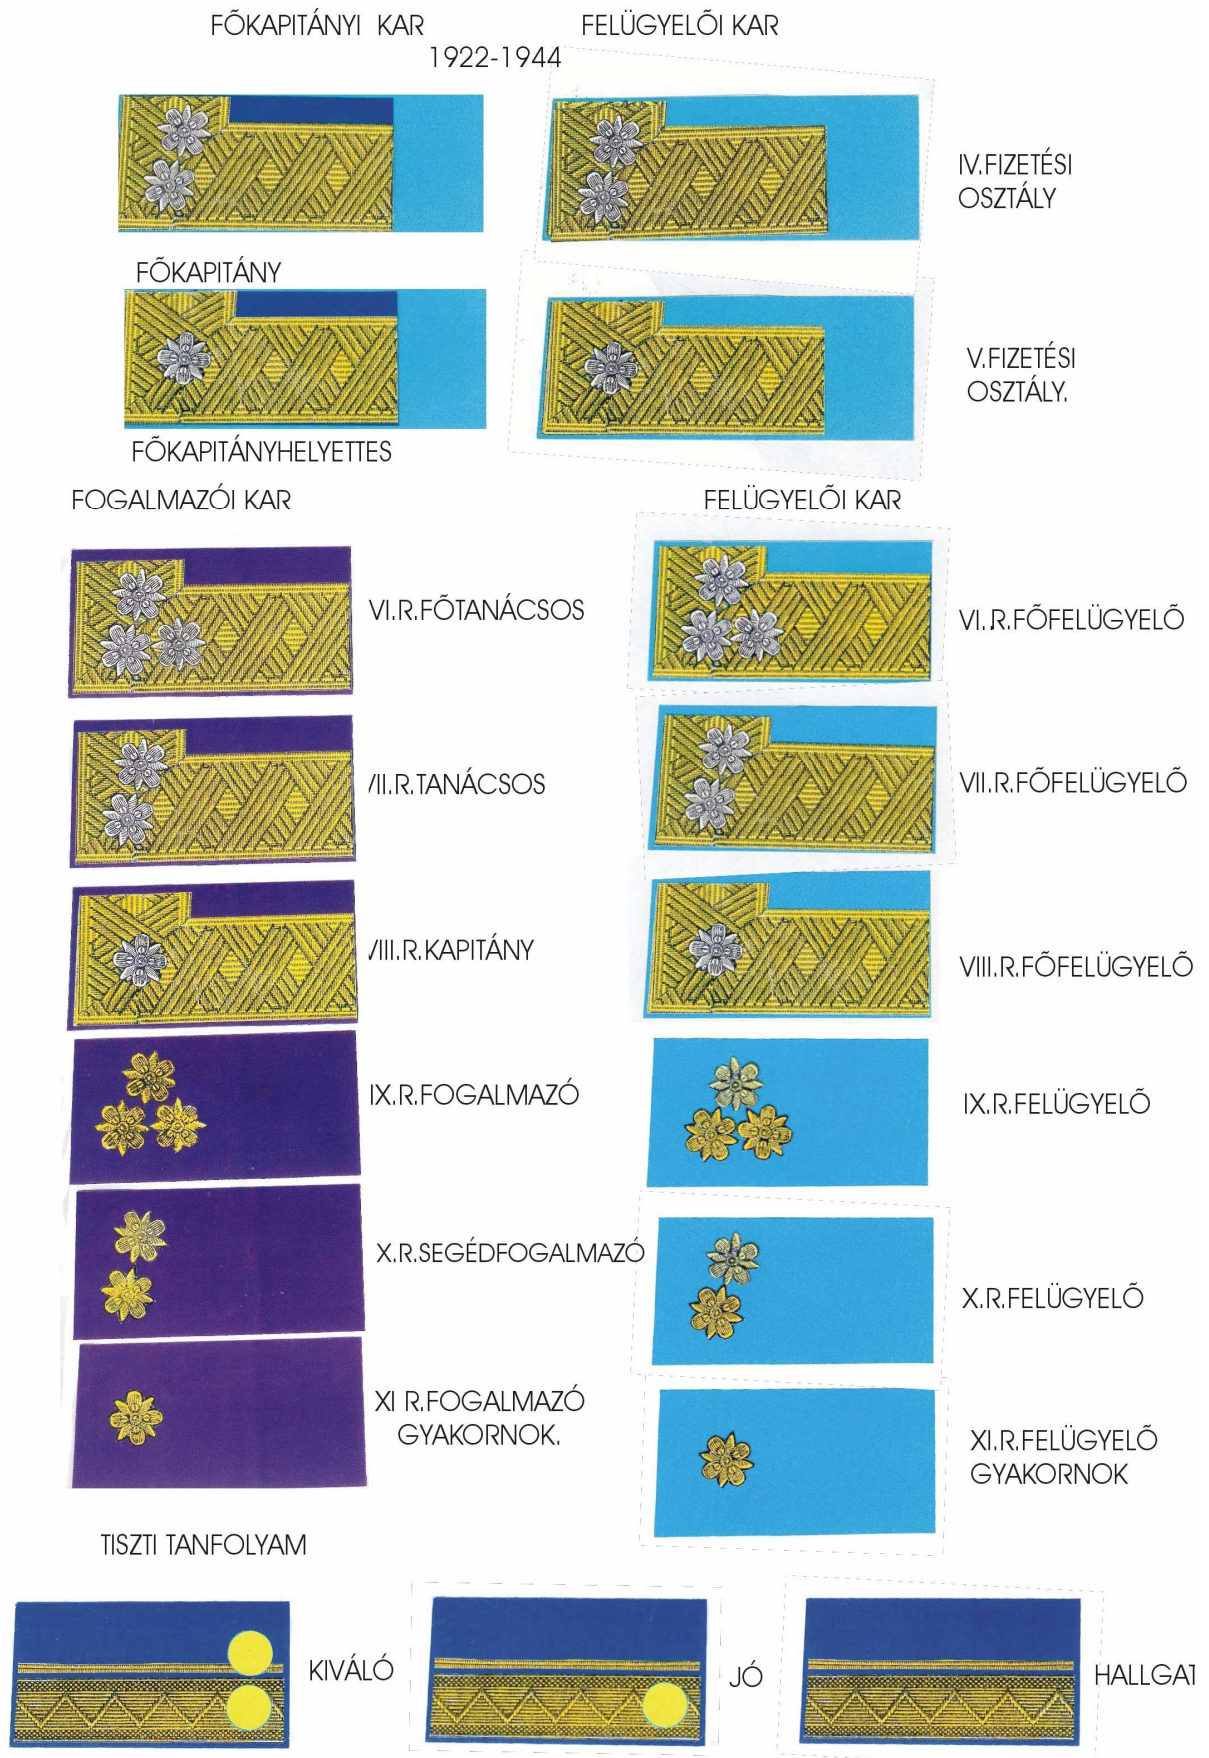 FÕKAPITÁNYI KAR
FELÜGYELÕI KAR
1922-1944
IV.FIZETÉSI
OSZTÁLY
FÕKAPITÁNY
V.FIZETÉSI
OSZTÁLY.
FÕKAPITÁNYHELYETTES
FOGALMAZÓI KAR
FELÜGYELÕI KAR
VI.R.FÕTANÁCSOS
VI..R.FÕFELÜGYELÕ
VII.R.TANÁCSOS
VII.R.FÕFELÜGYELÕ
VIII.R.KAPITÁNY
VIII.R.FÕFELÜGYELÕ
IX.R.FOGALMAZÓ
IX.R.FELÜGYELÕ
X.R.SEGÉDFOGALMAZÓ
X.R.FELÜGYELÕ
XI R.FOGALMAZÓ
GYAKORNOK.
XI.R.FELÜGYELÕ
GYAKORNOK
TISZTI TANFOLYAM
KIVÁLÓ
JÓ
HALLGAT